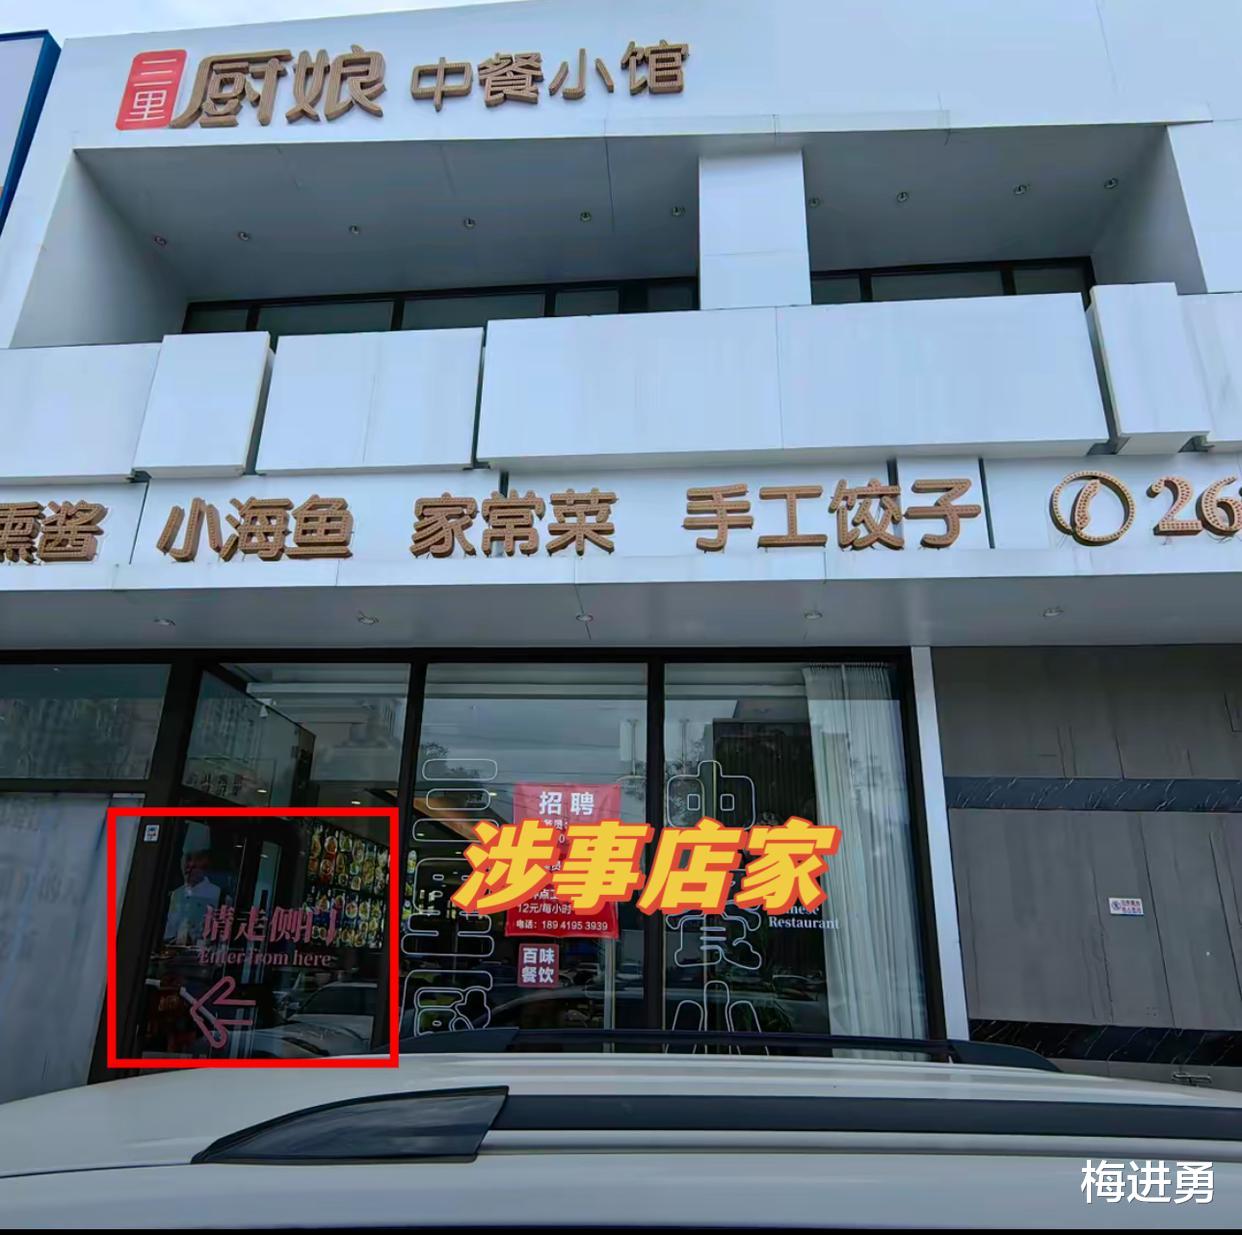 三里
厨娘 中餐小馆
熏酱 小海鱼 家常菜 手工饺子 26
招聘
涉事店家
12元/每小时
电话：189 4195 3939
百味
餐饮
请走侧门
Enter from here
Restaurant
梅进勇